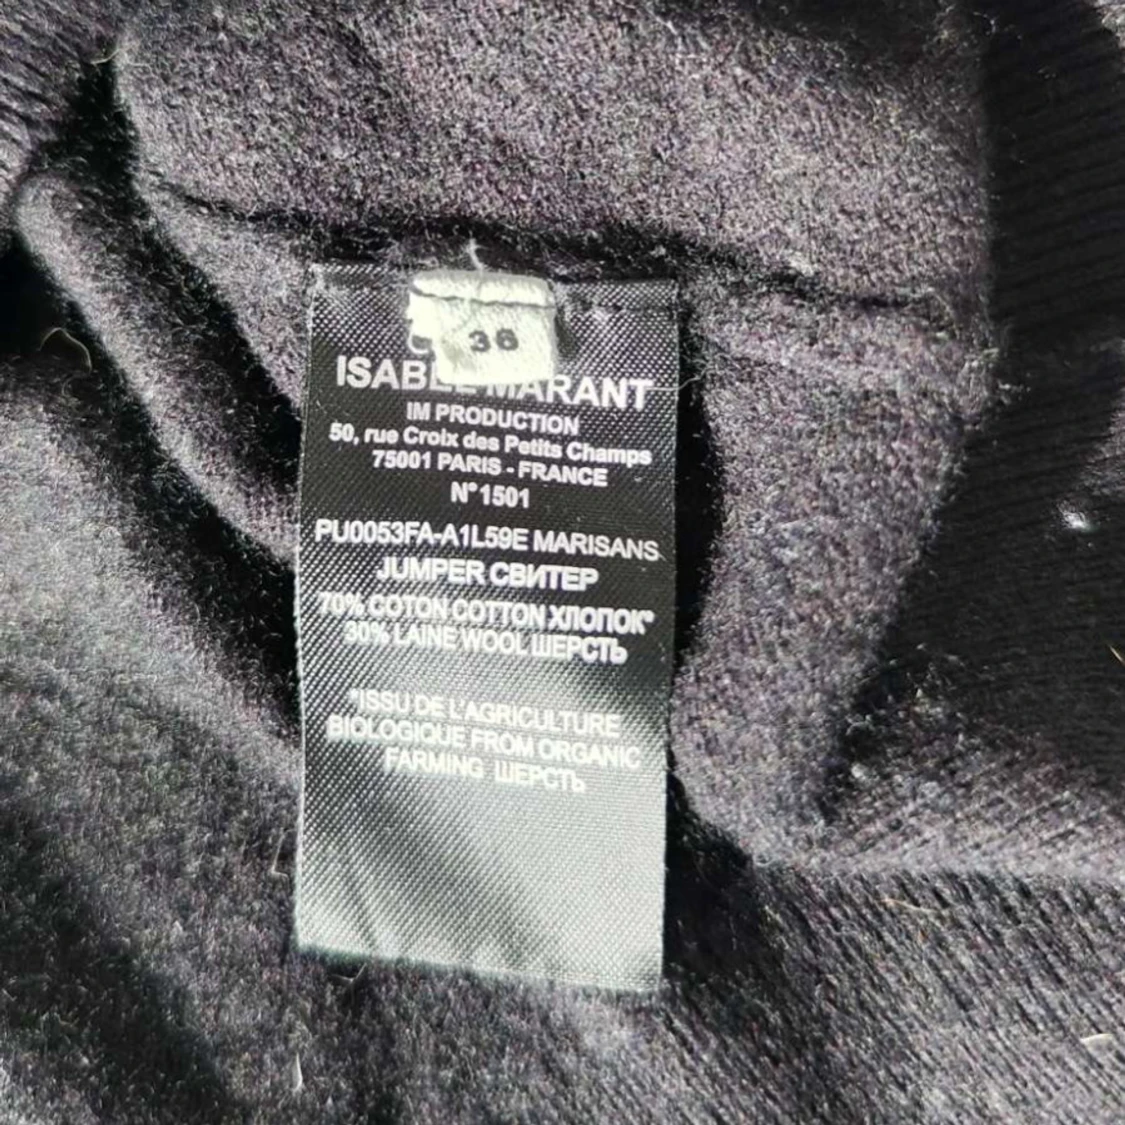 36
ISABEL MARANT
IM PRODUCTION
50, rue Croix des Petits Champs
75001 PARIS - FRANCE
N°1501
PU0053FA-A1L59E MARISANS
JUMPER СВИТЕР
70% COTON COTTON ХЛОПОК*
30% LAINE WOOL ШЕРСТЬ
*ISSU DE L'AGRICULTURE
BIOLOGIQUE FROM ORGANIC
FARMING ШЕРСТЬ